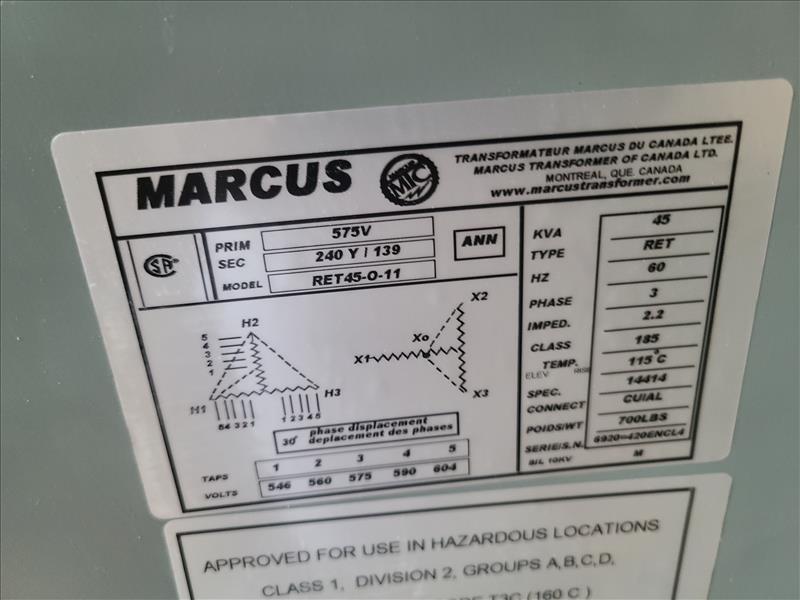 MARCUS
MTC
TRANSFORMATEUR MARCUS DU CANADA LTEE.
MARCUS TRANSFORMER OF CANADA LTD.
MONTREAL, QUE. CANADA
www.marcustransformer.com
PRIM 575V
SEC 240 Y / 139
MODEL RET45-O-11
ANN
KVA 45
TYPE RET
HZ 60
PHASE 3
IMPED. 2.2
CLASS 185
TEMP. 115°C
ELEV. RISE
SPEC. 14414
CONNECT CU/AL
POIDS/WT 700LBS
SERIE/S.N.
BIL 10KV M
H2
5
4
3
2
1
H1
H3
5 4 3 2 1
1 2 3 4 5
X2
Xo
X1
X3
30° phase displacement
deplacement des phases
TAPS 1 2 3 4 5
VOLTS 546 560 575 590 604
APPROVED FOR USE IN HAZARDOUS LOCATIONS
CLASS 1, DIVISION 2, GROUPS A,B,C,D,
T3C (160 C )